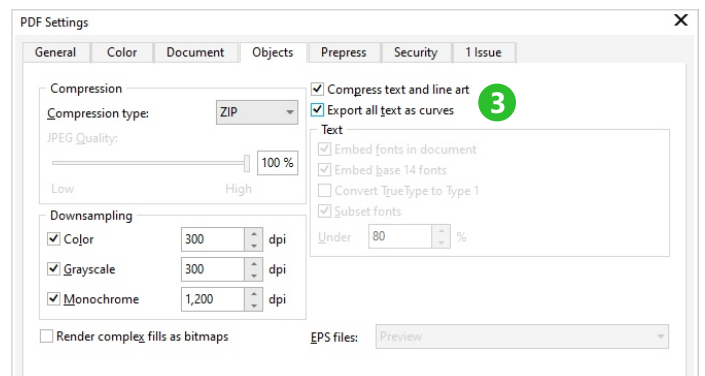 PDF Settings
General Color Document Objects Prepress Security 1 Issue
Compression
Compression type: ZIP
JPEG Quality:
100 %
Low High
Downsampling
Color 300 dpi
Grayscale 300 dpi
Monochrome 1,200 dpi
Render complex fills as bitmaps
Compress text and line art
Export all text as curves
3
Text
Embed fonts in document
Embed base 14 fonts
Convert TrueType to Type 1
Subset fonts
Under 80 %
EPS files: Preview